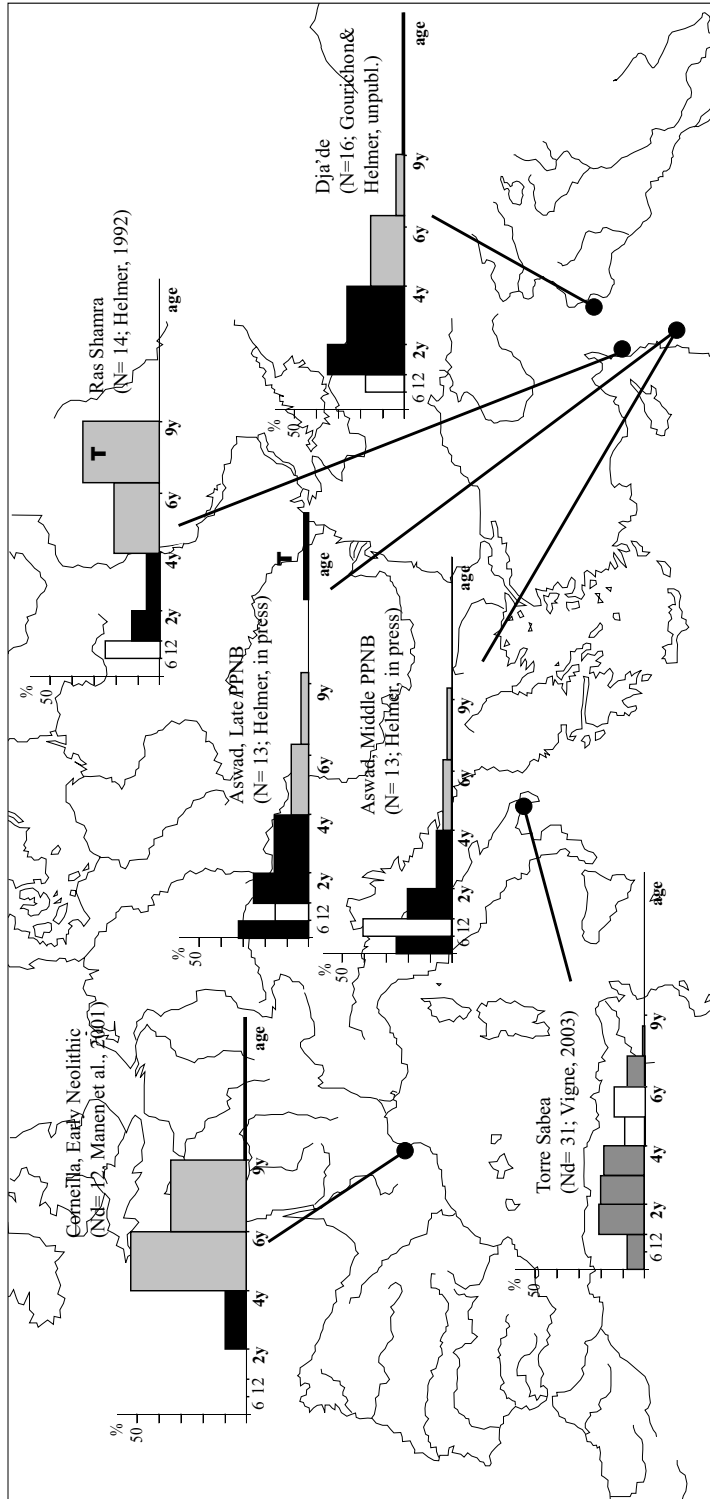 Corneilla, Early Neolithic
(Nd= 12, Manen et al., 2001)
%
50
6 12 2y 4y 6y 9y age
Ras Shamra
(N= 14; Helmer, 1992)
%
50
T
6 12 2y 4y 6y 9y age
Aswad, Late PPNB
(N= 13; Helmer, in press)
%
50
T
6 12 2y 4y 6y 9y age
Dja'de
(N=16; Gourichon&
Helmer, unpubl.)
%
50
6 12 2y 4y 6y 9y age
Aswad, Middle PPNB
(N= 13; Helmer, in press)
%
50
6 12 2y 4y 6y 9y age
Torre Sabea
(Nd= 31; Vigne, 2003)
%
50
6 12 2y 4y 6y 9y age